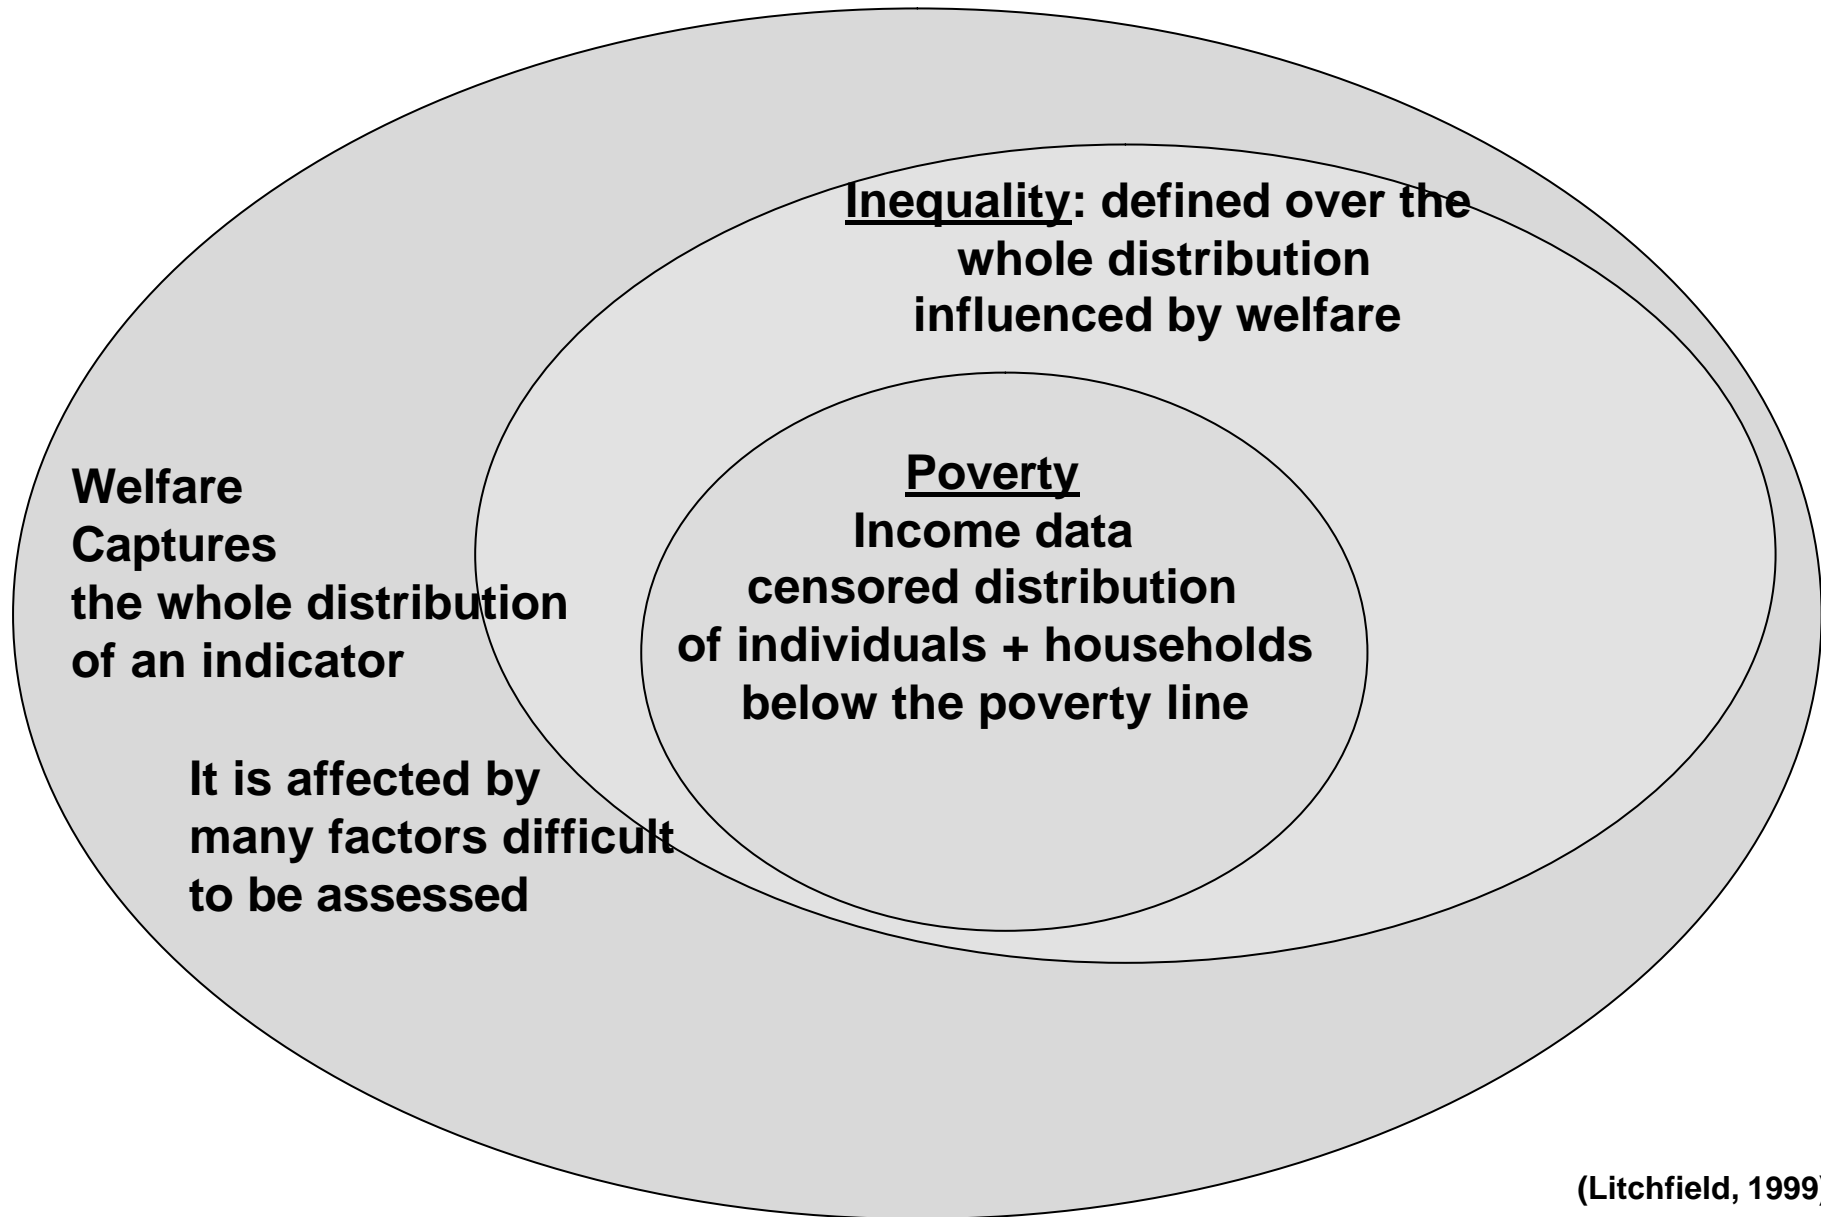 Inequality: defined over the
whole distribution
influenced by welfare
Welfare
Captures
the whole distribution
of an indicator
Poverty
Income data
censored distribution
of individuals + households
below the poverty line
It is affected by
many factors difficult
to be assessed
(Litchfield, 1999)